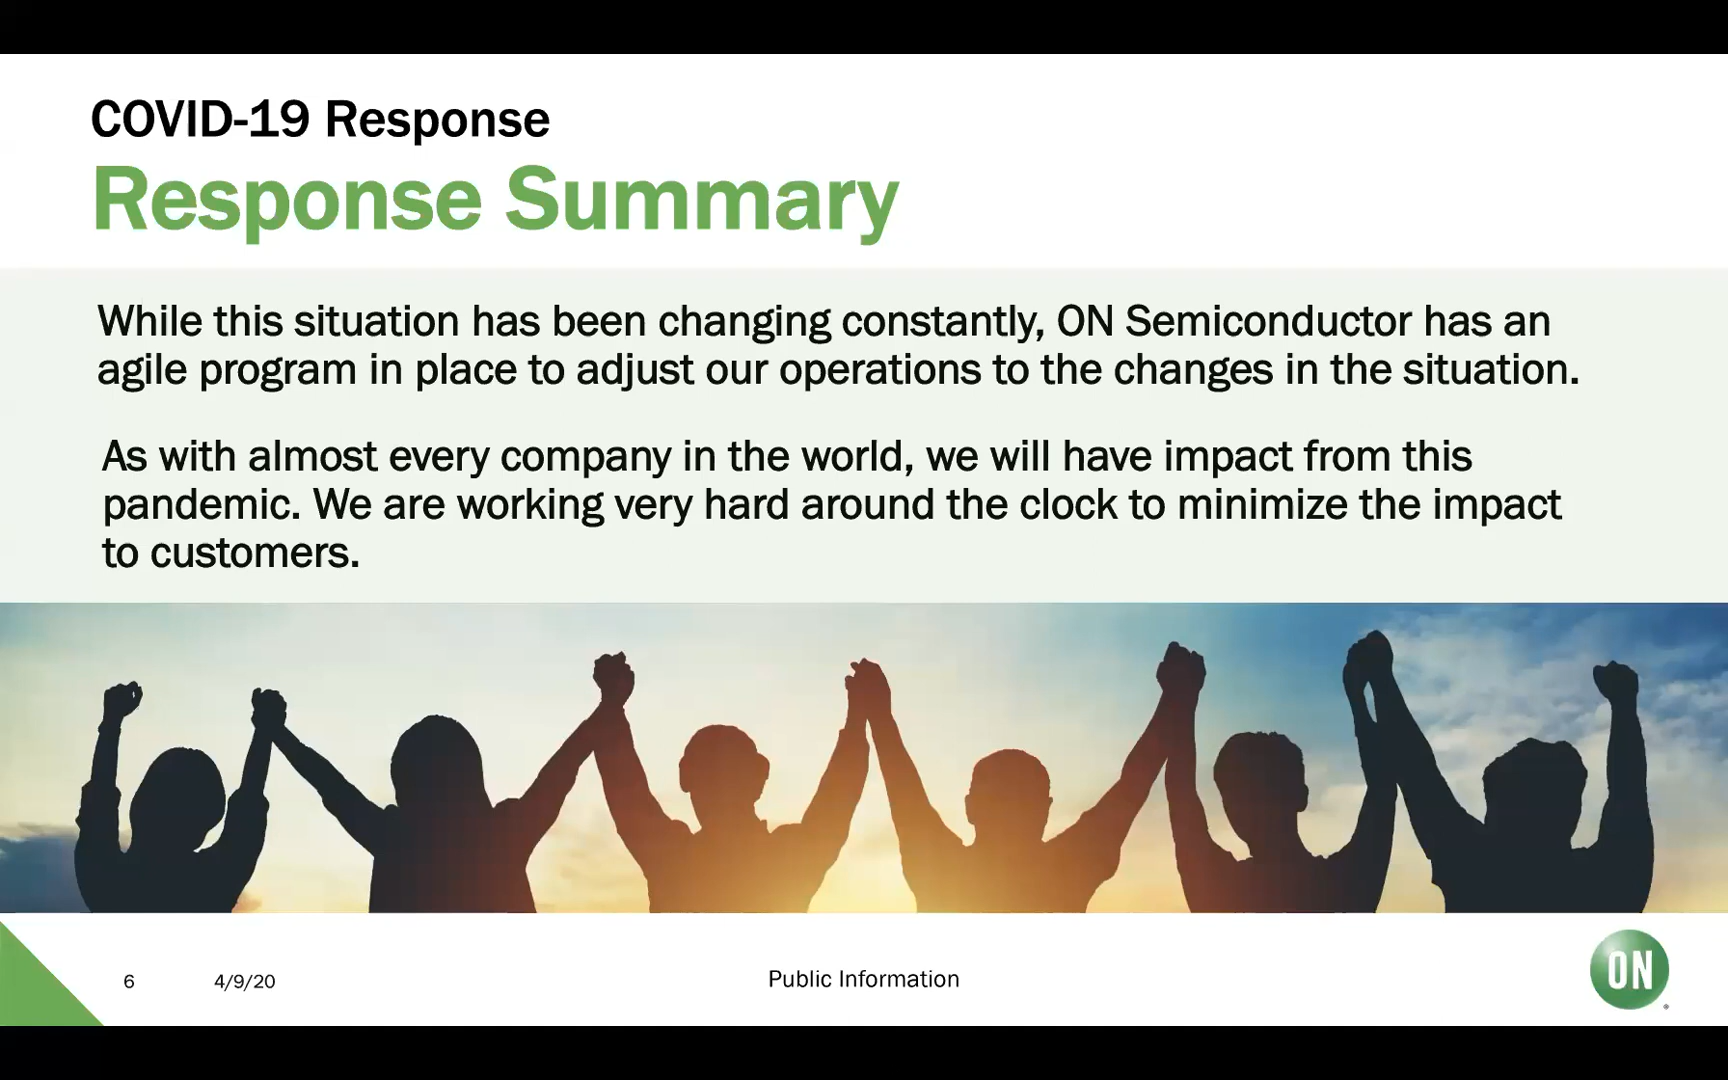 COVID-19 Response
Response Summary
While this situation has been changing constantly, ON Semiconductor has an
agile program in place to adjust our operations to the changes in the situation.
As with almost every company in the world, we will have impact from this
pandemic. We are working very hard around the clock to minimize the impact
to customers.
6
4/9/20
Public Information
ON